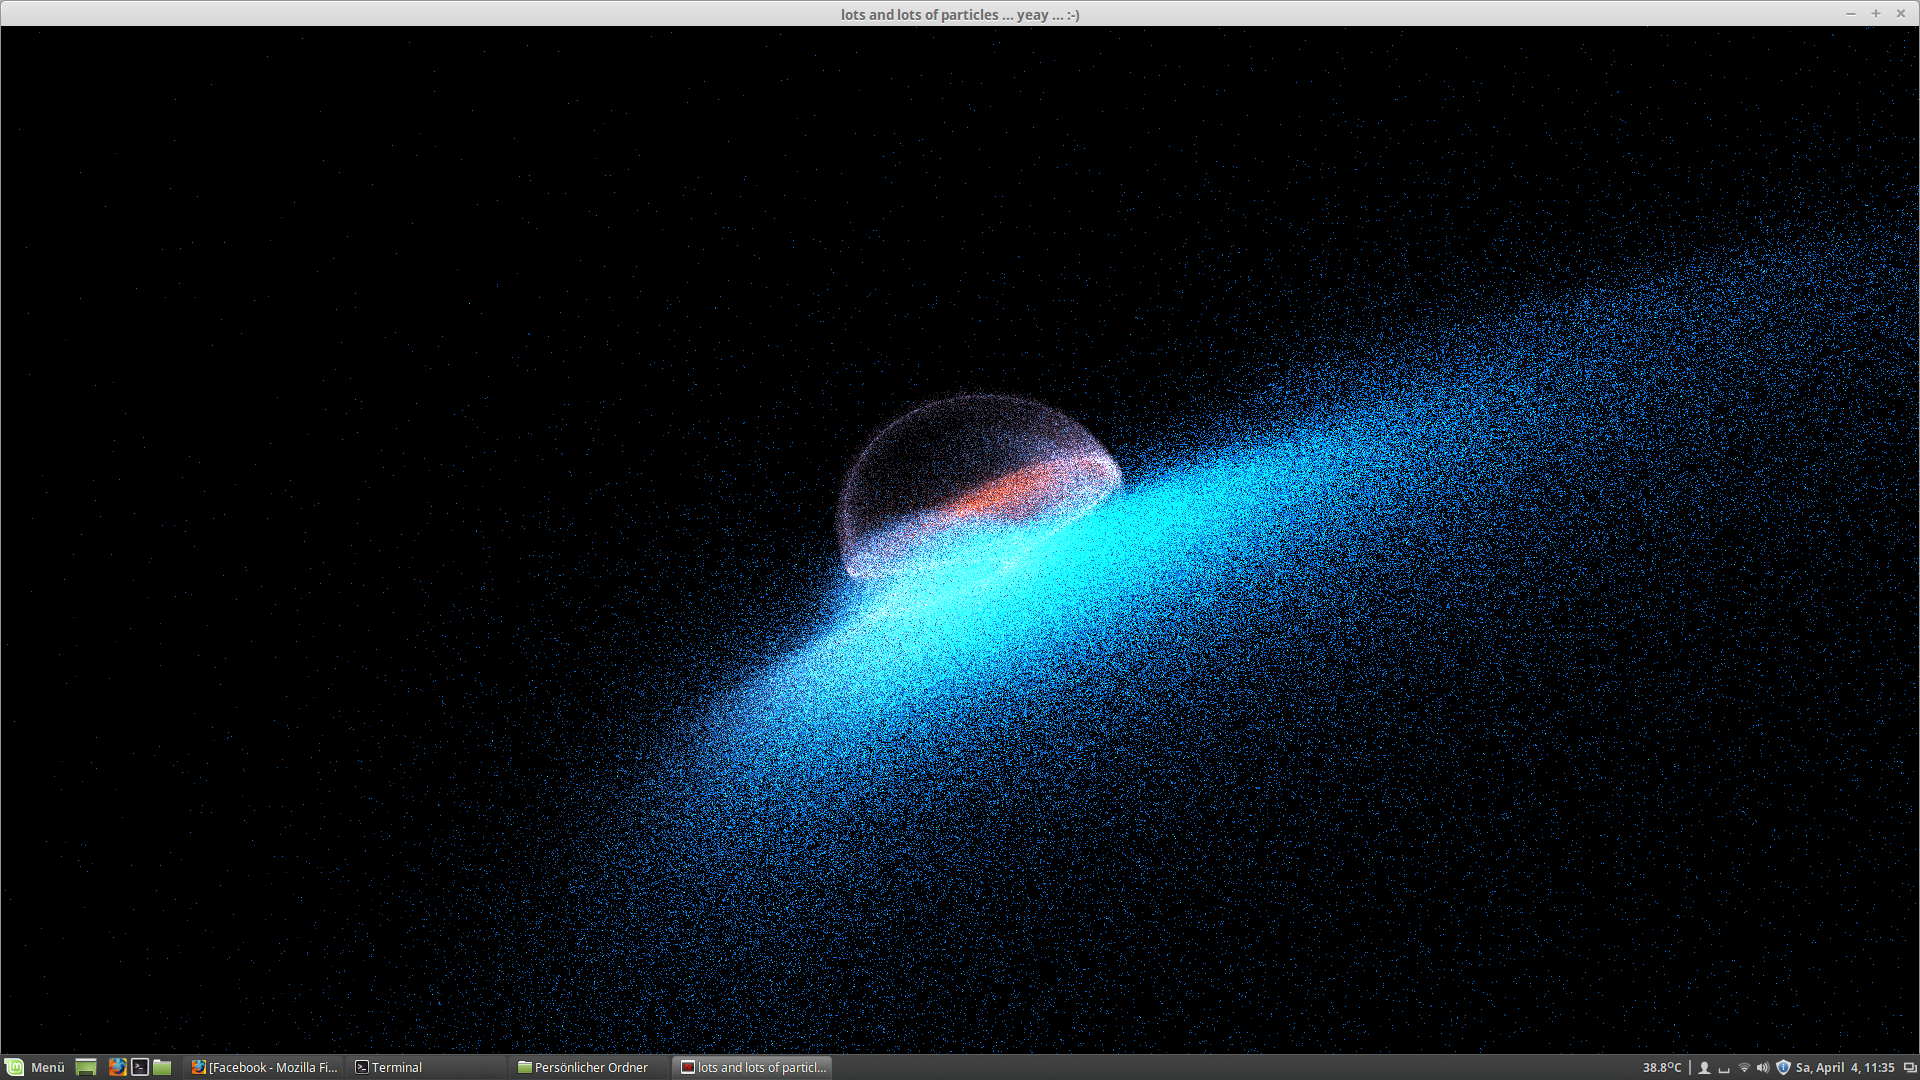 lots and lots of particles ... yeay ... :-)
Menü
[Facebook - Mozilla Fi...
Terminal
Persönlicher Ordner
lots and lots of particl...
38.8ºC
Sa, April 4, 11:35